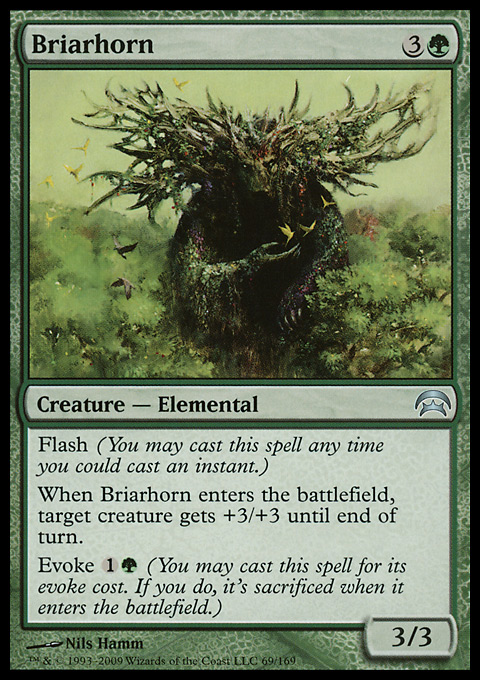 Briarhorn 3
Creature — Elemental
Flash (You may cast this spell any time
you could cast an instant.)
When Briarhorn enters the battlefield,
target creature gets +3/+3 until end of
turn.
Evoke 1 (You may cast this spell for its
evoke cost. If you do, it's sacrificed when it
enters the battlefield.)
Nils Hamm
3/3
™ & © 1993–2009 Wizards of the Coast LLC 69/169